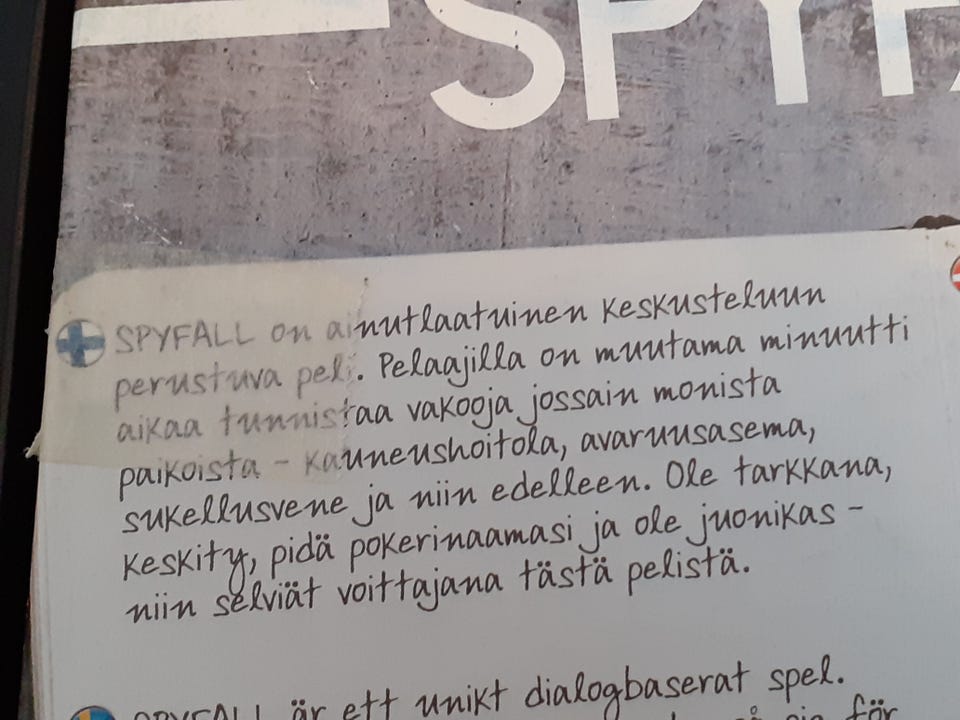 SPYFA
SPYFALL on ainutlaatuinen keskusteluun
perustuva peli. Pelaajilla on muutama minuutti
aikaa tunnistaa vakooja jossain monista
paikoista - kauneushoitola, avaruusasema,
sukellusvene ja niin edelleen. Ole tarkkana,
keskity, pidä pokerinaamasi ja ole juonikas -
niin selviät voittajana tästä pelistä.
SPYFALL är ett unikt dialogbaserat spel.
för